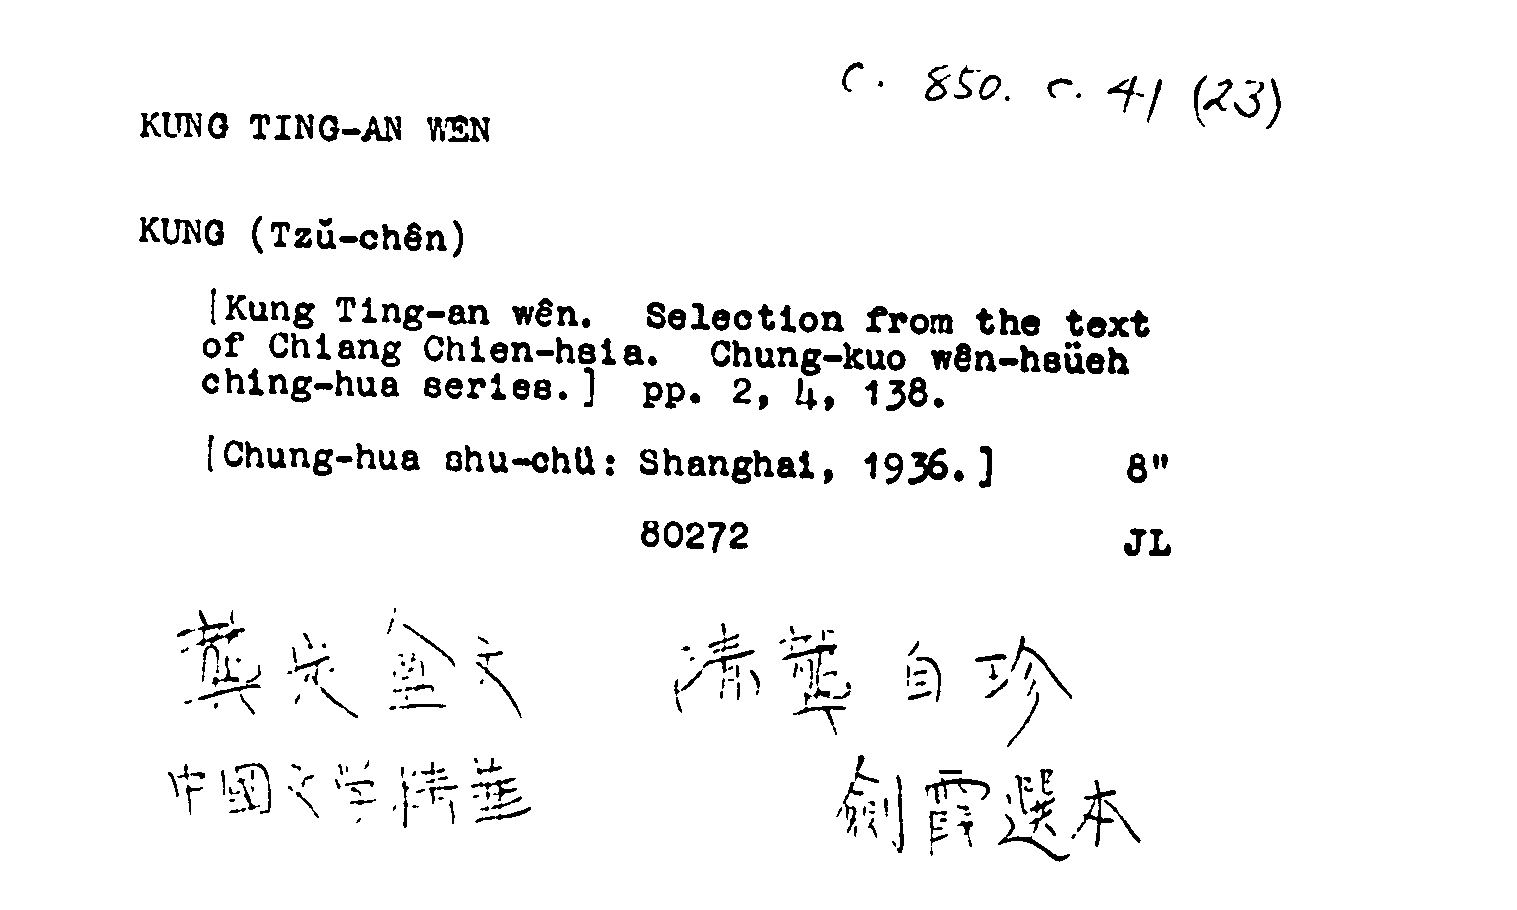 C. 850. c. 41 (23)
KUNG TING-AN WEN
KUNG (Tzŭ-chên)
[Kung Ting-an wên. Selection from the text
of Chiang Chien-hsia. Chung-kuo wên-hsüeh
ching-hua series.] pp. 2, 4, 138.
[Chung-hua shu-chü: Shanghai, 1936.] 8"
80272 JL
龔定盦文 清龔自珍
中國文学精華 劍霞選本